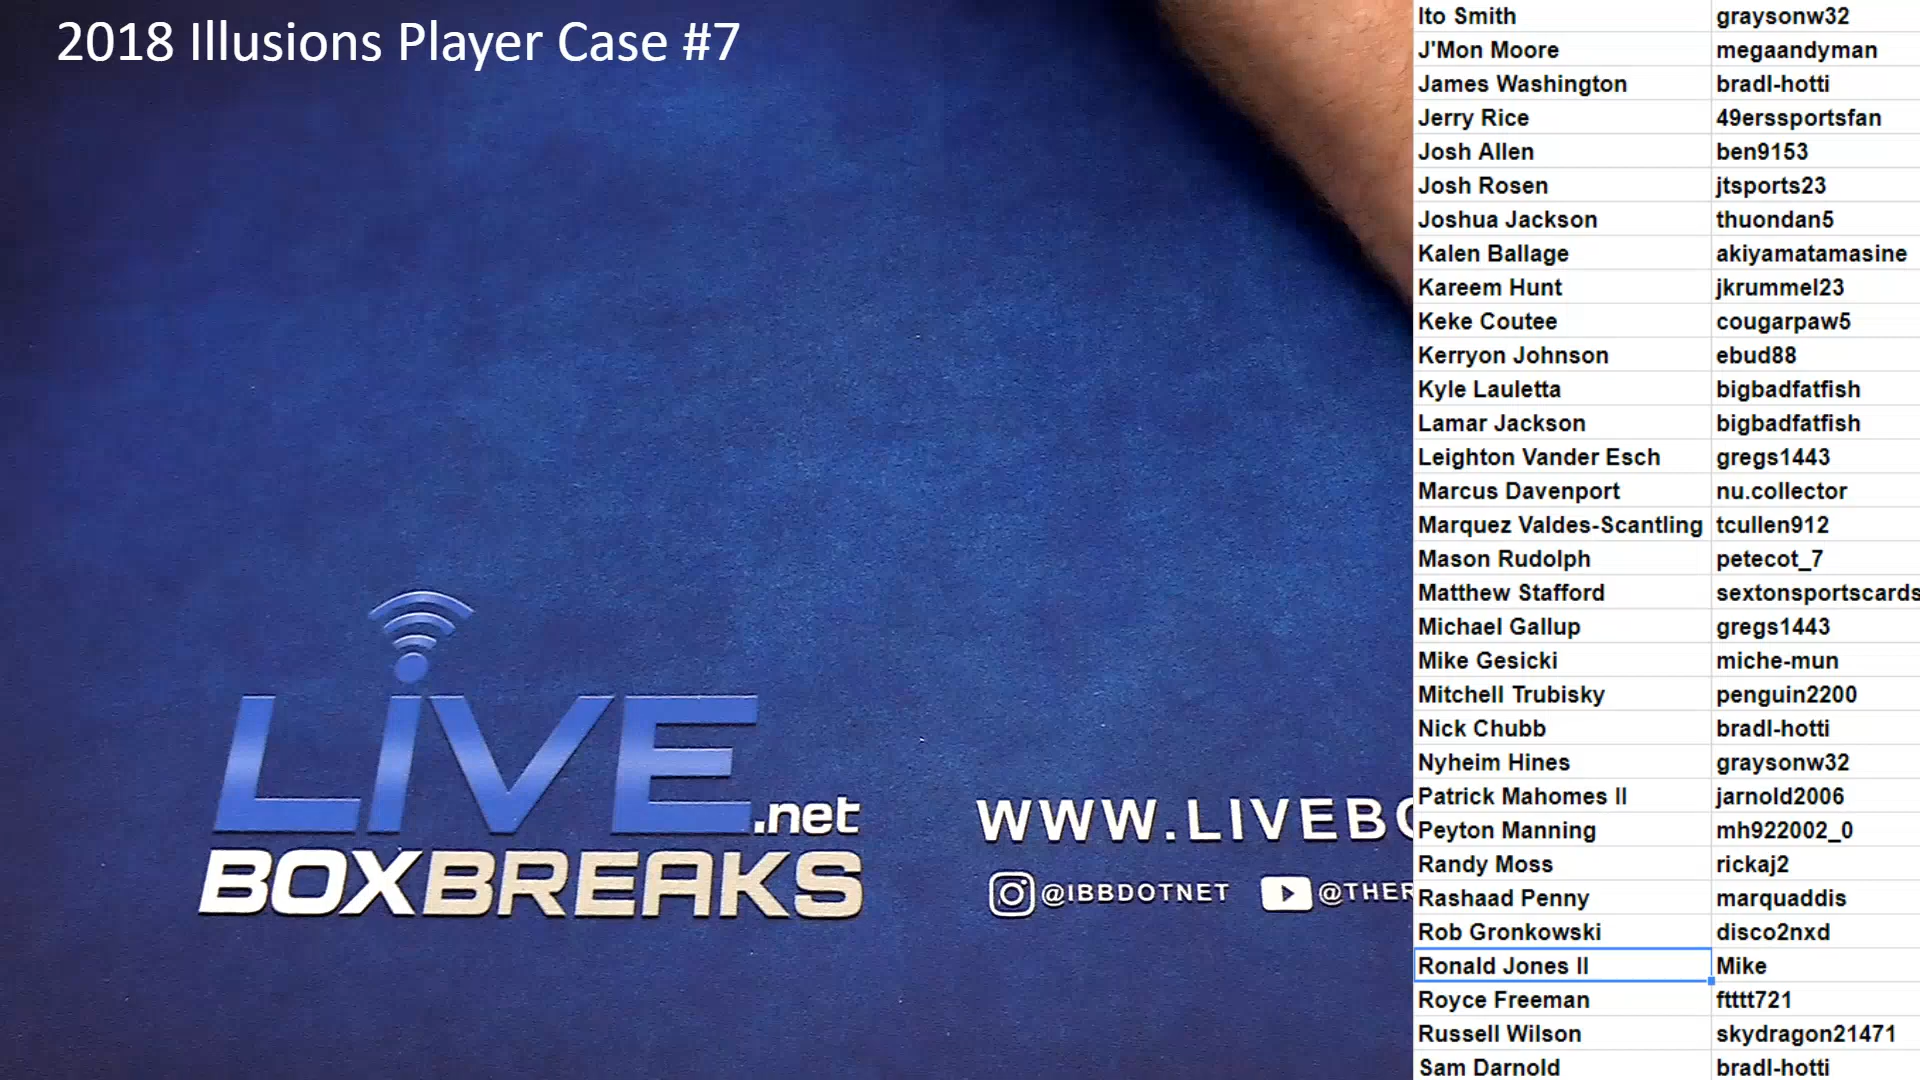 2018 Illusions Player Case #7
LiVE.net
BOXBREAKS
WWW.LIVEBO
@IBBDOTNET @THER
Ito Smith graysonw32
J'Mon Moore megaandyman
James Washington bradl-hotti
Jerry Rice 49erssportsfan
Josh Allen ben9153
Josh Rosen jtsports23
Joshua Jackson thuondan5
Kalen Ballage akiyamatamasine
Kareem Hunt jkrummel23
Keke Coutee cougarpaw5
Kerryon Johnson ebud88
Kyle Lauletta bigbadfatfish
Lamar Jackson bigbadfatfish
Leighton Vander Esch gregs1443
Marcus Davenport nu.collector
Marquez Valdes-Scantling tcullen912
Mason Rudolph petecot_7
Matthew Stafford sextonsportscards
Michael Gallup gregs1443
Mike Gesicki miche-mun
Mitchell Trubisky penguin2200
Nick Chubb bradl-hotti
Nyheim Hines graysonw32
Patrick Mahomes II jarnold2006
Peyton Manning mh922002_0
Randy Moss rickaj2
Rashaad Penny marquaddis
Rob Gronkowski disco2nxd
Ronald Jones II Mike
Royce Freeman ftttt721
Russell Wilson skydragon21471
Sam Darnold bradl-hotti